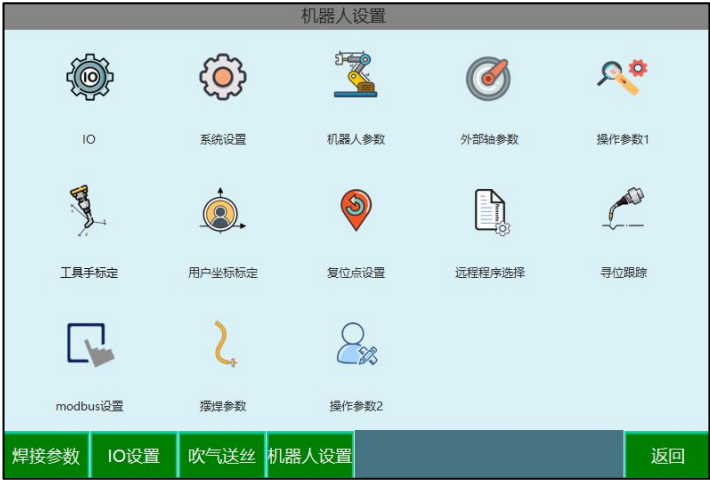 机器人设置
IO
IO 系统设置 机器人参数 外部轴参数 操作参数1
Remote
工具手标定 用户坐标标定 复位点设置 远程程序选择 寻位跟踪
modbus设置 摆焊参数 操作参数2
焊接参数 IO设置 吹气送丝 机器人设置 返回